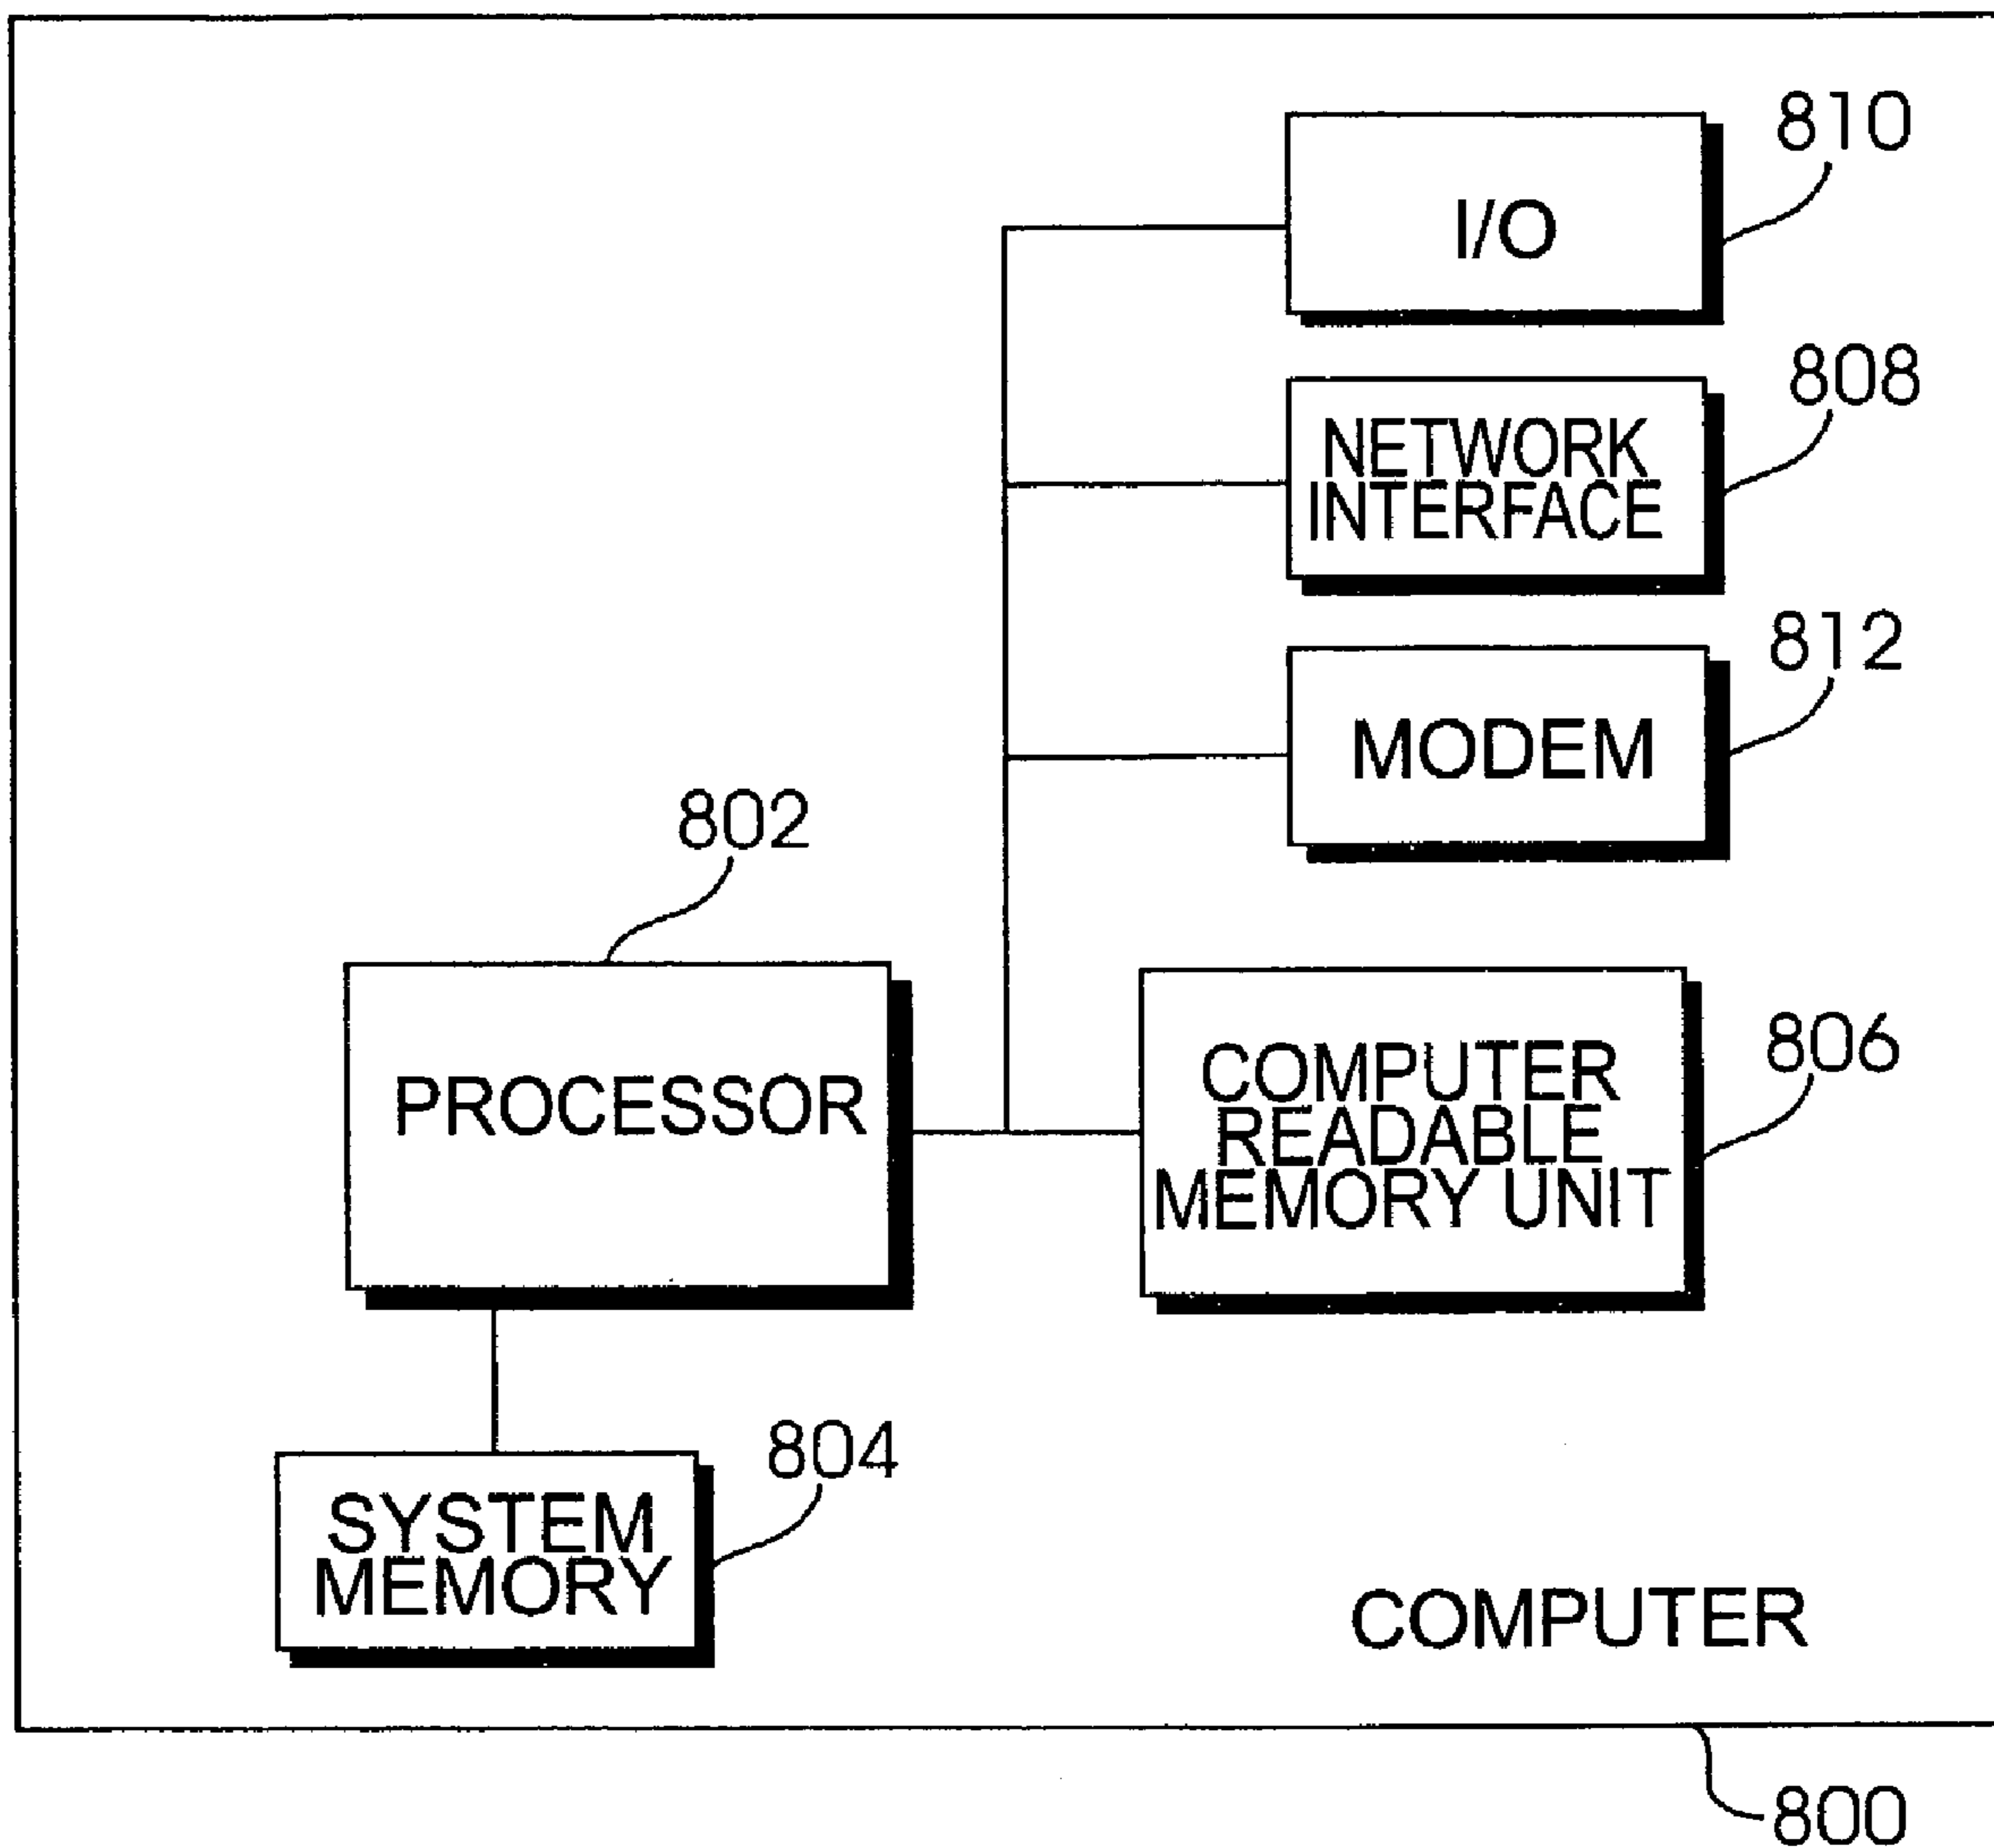 810
I/O
808
NETWORK
INTERFACE
812
MODEM
802
PROCESSOR
806
COMPUTER
READABLE
MEMORY UNIT
804
SYSTEM
MEMORY
COMPUTER
800